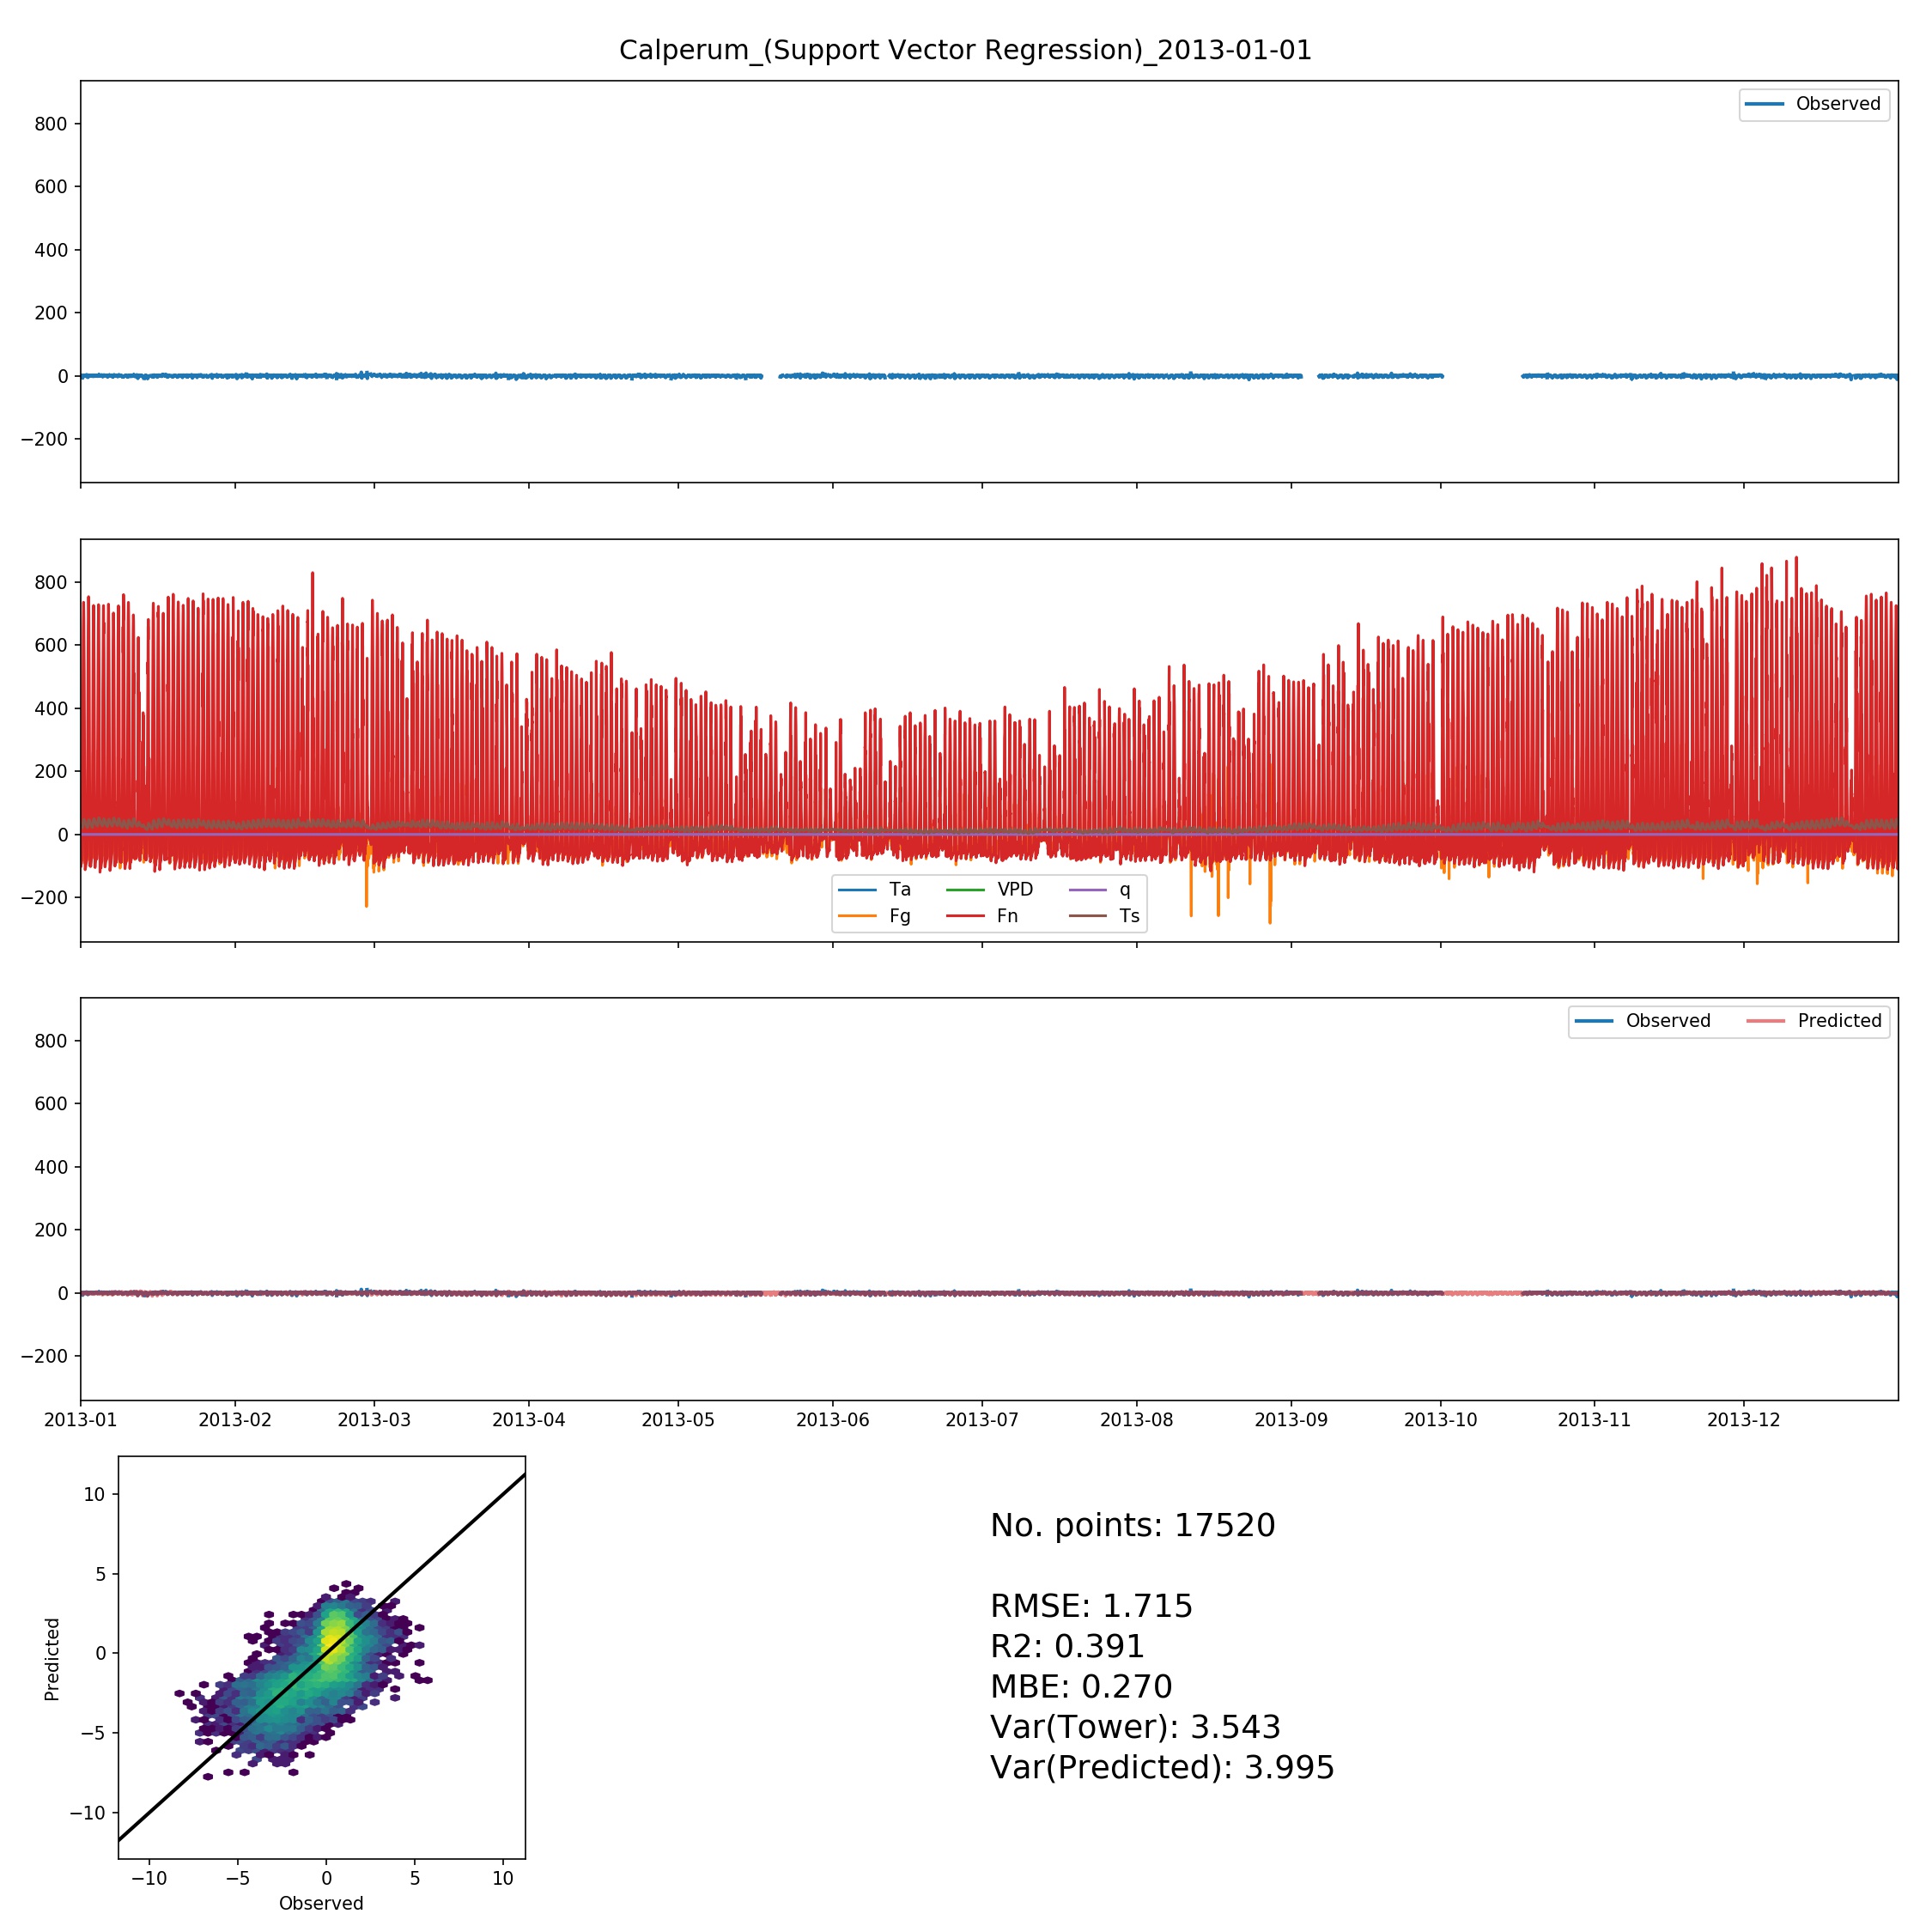 Calperum_(Support Vector Regression)_2013-01-01
Observed
800
600
400
200
0
−200
800
600
400
200
0
−200
Ta VPD q
Fg Fn Ts
Observed Predicted
800
600
400
200
0
−200
2013-01 2013-02 2013-03 2013-04 2013-05 2013-06 2013-07 2013-08 2013-09 2013-10 2013-11 2013-12
10
5
0
−5
−10
Predicted
−10 −5 0 5 10
Observed
No. points: 17520
RMSE: 1.715
R2: 0.391
MBE: 0.270
Var(Tower): 3.543
Var(Predicted): 3.995